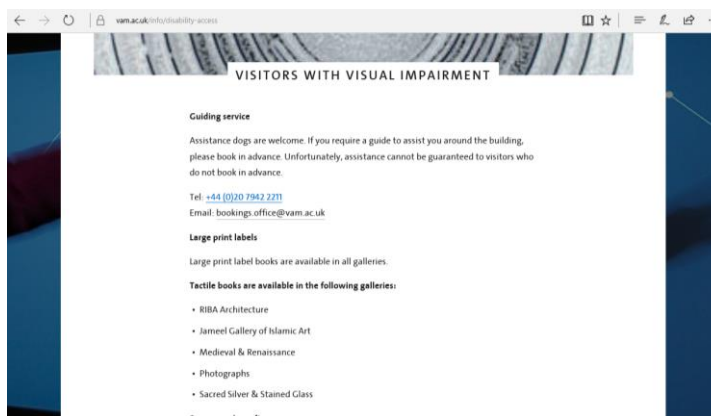 vam.ac.uk/info/disability-access
VISITORS WITH VISUAL IMPAIRMENT
Guiding service
Assistance dogs are welcome. If you require a guide to assist you around the building,
please book in advance. Unfortunately, assistance cannot be guaranteed to visitors who
do not book in advance.
Tel: +44 (0)20 7942 2211
Email: bookings.office@vam.ac.uk
Large print labels
Large print label books are available in all galleries.
Tactile books are available in the following galleries:
• RIBA Architecture
• Jameel Gallery of Islamic Art
• Medieval & Renaissance
• Photographs
• Sacred Silver & Stained Glass